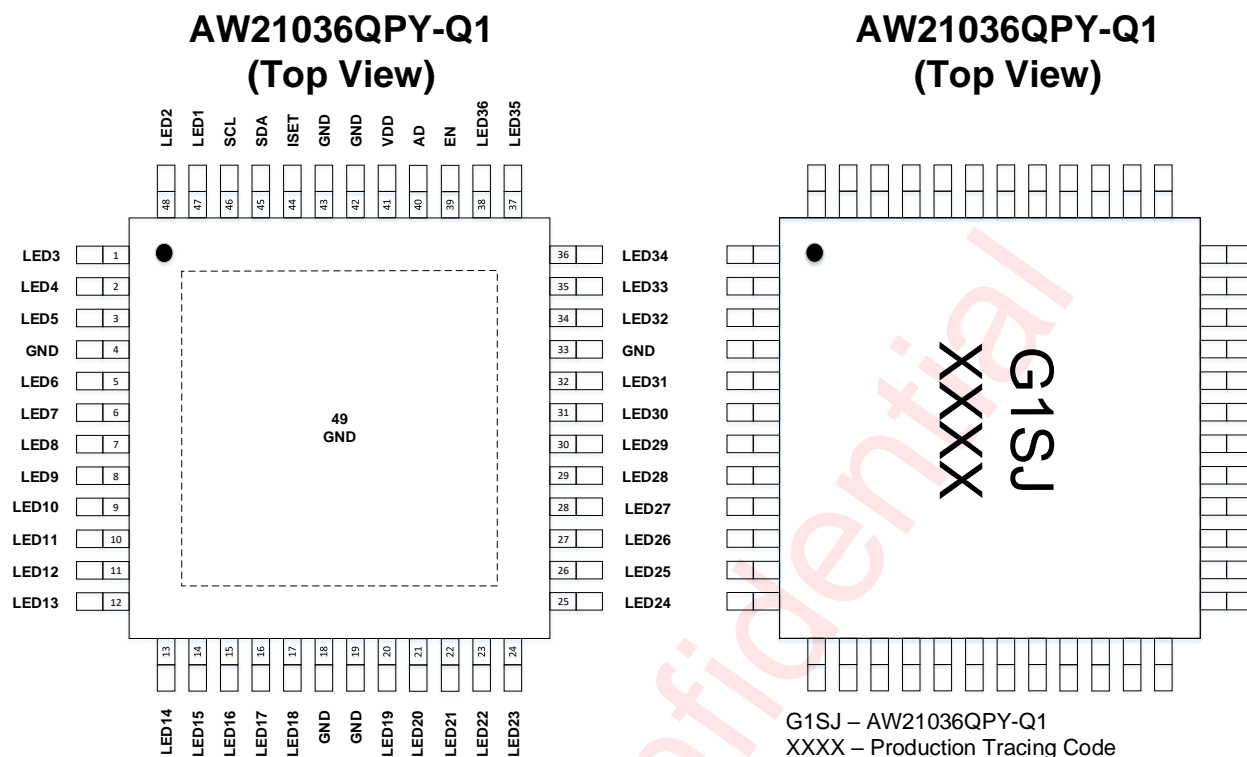 AW21036QPY-Q1
(Top View)
LED2
LED1
SCL
SDA
ISET
GND
GND
VDD
AD
EN
LED36
LED35
48
47
46
45
44
43
42
41
40
39
38
37
LED3 1
LED4 2
LED5 3
GND 4
LED6 5
LED7 6
LED8 7
LED9 8
LED10 9
LED11 10
LED12 11
LED13 12
49
GND
36 LED34
35 LED33
34 LED32
33 GND
32 LED31
31 LED30
30 LED29
29 LED28
28 LED27
27 LED26
26 LED25
25 LED24
13
14
15
16
17
18
19
20
21
22
23
24
LED14
LED15
LED16
LED17
LED18
GND
GND
LED19
LED20
LED21
LED22
LED23
AW21036QPY-Q1
(Top View)
G1SJ
XXXX
G1SJ – AW21036QPY-Q1
XXXX – Production Tracing Code
nfidential